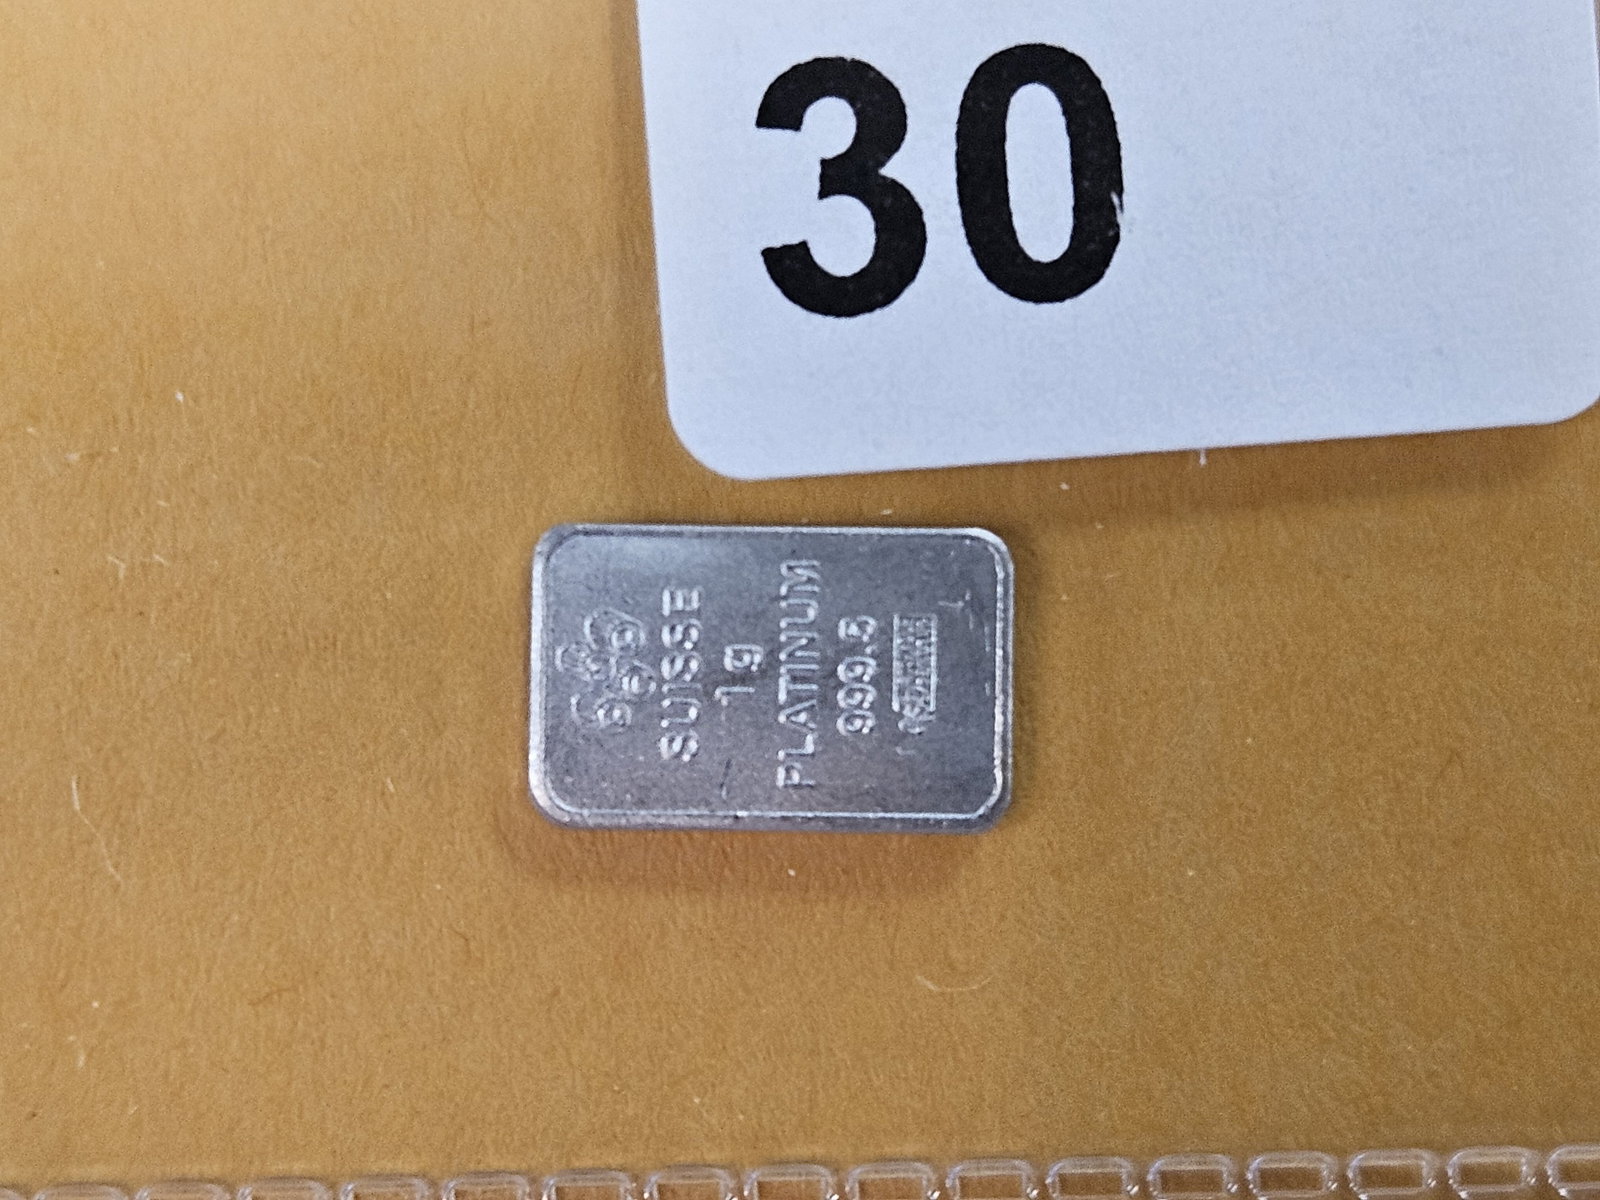 30
SUISSE
1g
PLATINUM
999.5